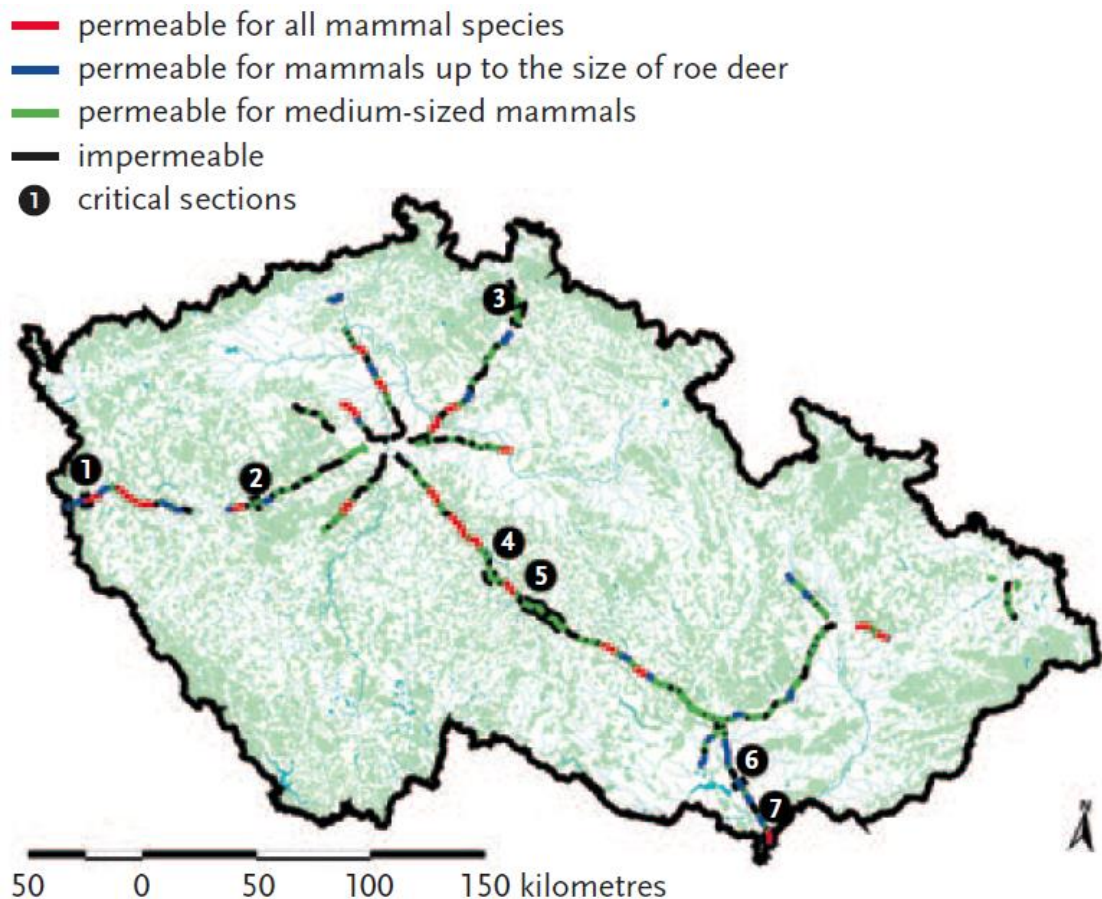 permeable for all mammal species
permeable for mammals up to the size of roe deer
permeable for medium-sized mammals
impermeable
1 critical sections
3
1
2
4
5
6
7
N
50 0 50 100 150 kilometres